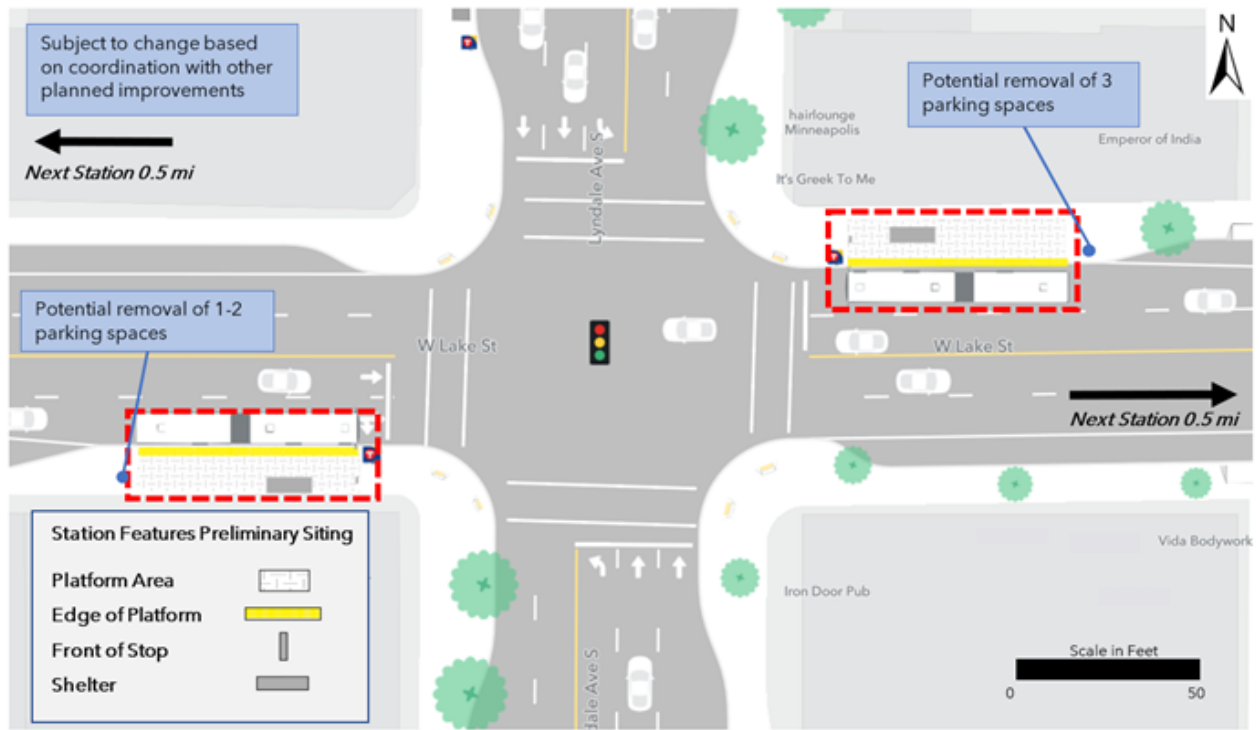 Subject to change based
on coordination with other
planned improvements
Next Station 0.5 mi
N
Potential removal of 3
parking spaces
hairlounge
Minneapolis
Emperor of India
It's Greek To Me
Lyndale Ave S
Potential removal of 1-2
parking spaces
W Lake St
W Lake St
Next Station 0.5 mi
Station Features Preliminary Siting
Platform Area
Edge of Platform
Front of Stop
Shelter
Vida Bodywork
Iron Door Pub
dale Ave S
Scale in Feet
0
50